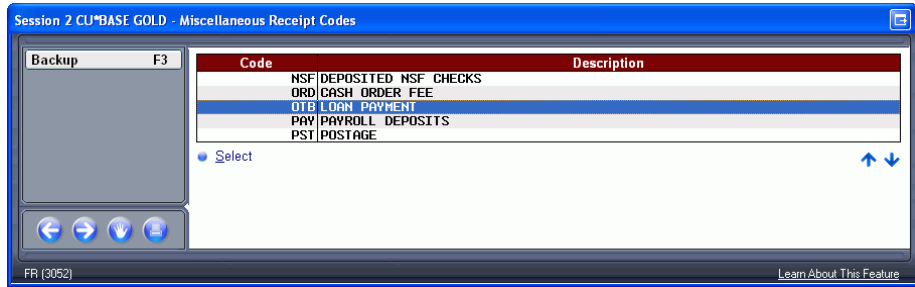 Session 2 CU*BASE GOLD - Miscellaneous Receipt Codes
Backup F3
Code Description
NSF DEPOSITED NSF CHECKS
ORD CASH ORDER FEE
OTB LOAN PAYMENT
PAY PAYROLL DEPOSITS
PST POSTAGE
Select
FR (3052) Learn About This Feature